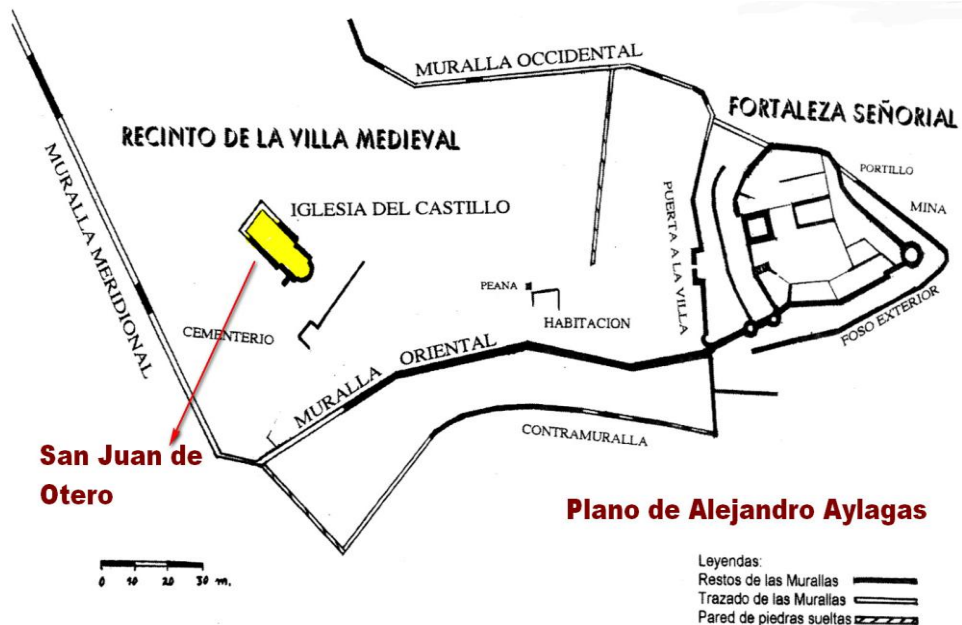 MURALLA OCCIDENTAL
FORTALEZA SEÑORIAL
RECINTO DE LA VILLA MEDIEVAL
PORTILLO
MURALLA MERIDIONAL
PUERTA A LA VILLA
MINA
IGLESIA DEL CASTILLO
PEANA
HABITACION
FOSO EXTERIOR
CEMENTERIO
MURALLA ORIENTAL
CONTRAMURALLA
San Juan de
Otero
Plano de Alejandro Aylagas
0 10 20 30 m.
Leyendas:
Restos de las Murallas
Trazado de las Murallas
Pared de piedras sueltas